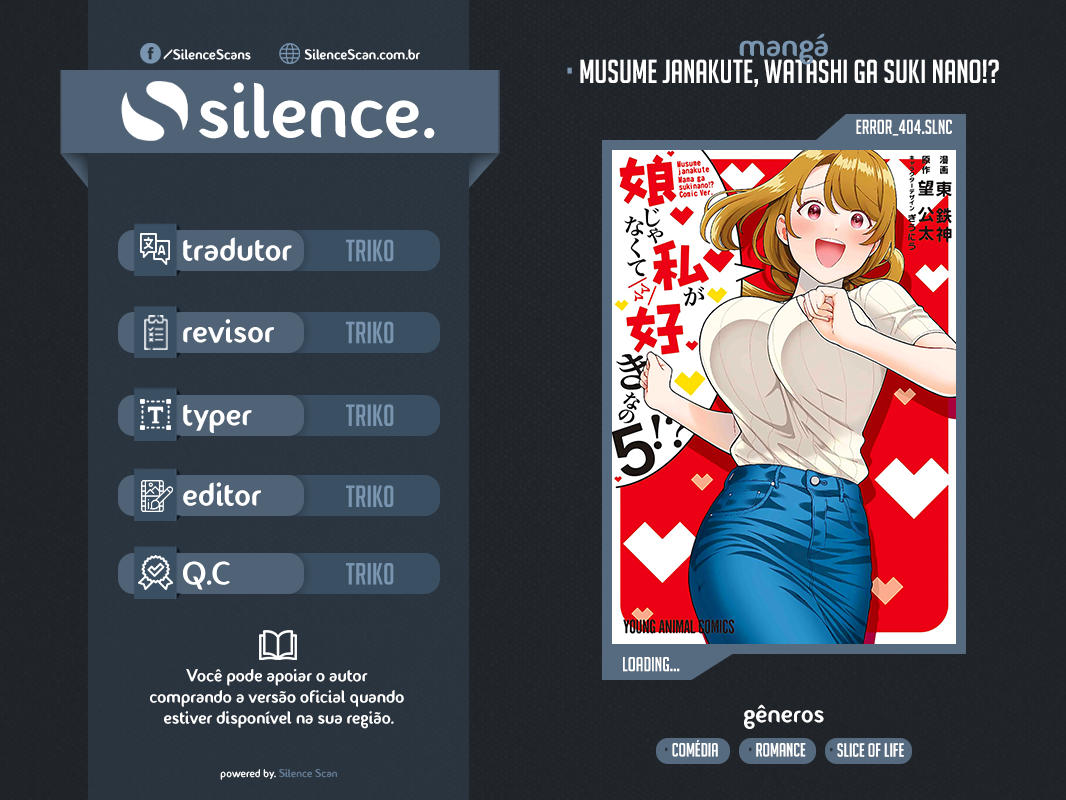 /SilenceScans
SilenceScan.com.br
silence.
tradutor TRIKO
revisor TRIKO
typer TRIKO
editor TRIKO
Q.C TRIKO
Você pode apoiar o autor
comprando a versão oficial quando
estiver disponível na sua região.
powered by. Silence Scan
mangá
· MUSUME JANAKUTE, WATASHI GA SUKI NANO!?
ERROR_404.SLNC
娘じゃ
なくて
私が
ママ
好きなの
!?
5
Musume
janakute
Mama ga
sukinano!?
Comic Ver.
漫画 東 鉄神
原作 望 公太
キャラクターデザイン ぎうにう
YOUNG ANIMAL COMICS
LOADING...
gêneros
· COMÉDIA
· ROMANCE
· SLICE OF LIFE